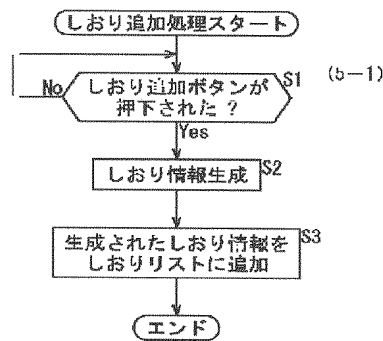 しおり追加処理スタート
しおり追加ボタンが
押下された？
S1
(5-1)
No
Yes
しおり情報生成
S2
生成されたしおり情報を
しおりリストに追加
S3
エンド